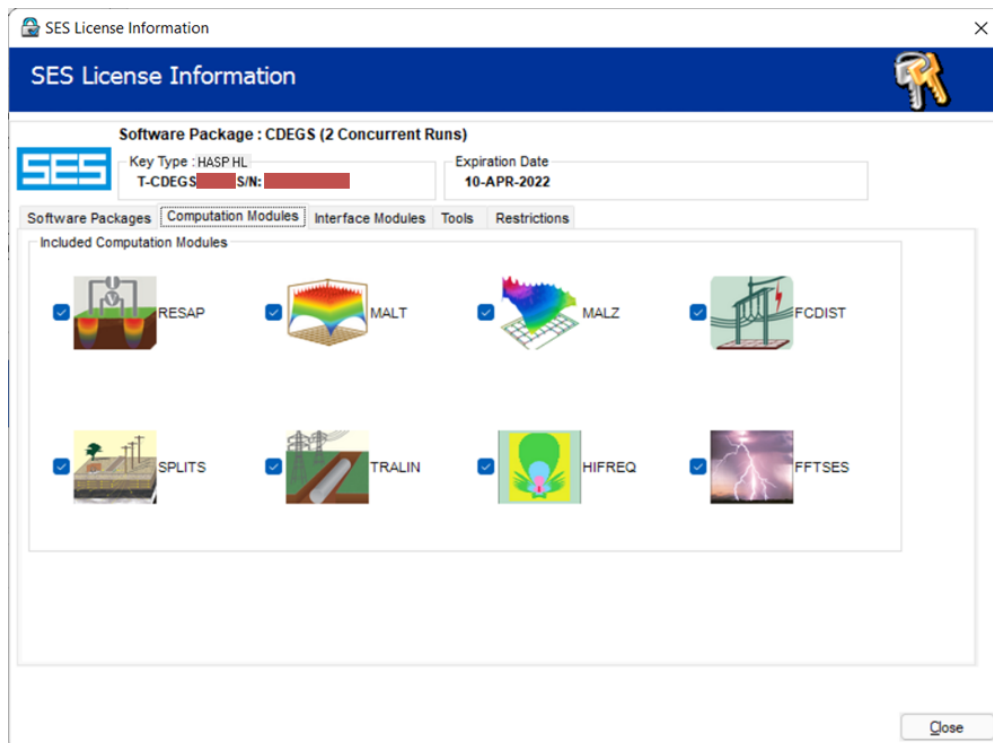 SES License Information
SES License Information
Software Package : CDEGS (2 Concurrent Runs)
SES
Key Type : HASP HL
T-CDEGS S/N:
Expiration Date
10-APR-2022
Software Packages Computation Modules Interface Modules Tools Restrictions
Included Computation Modules
RESAP MALT MALZ FCDIST
SPLITS TRALIN HIFREQ FFTSES
Close